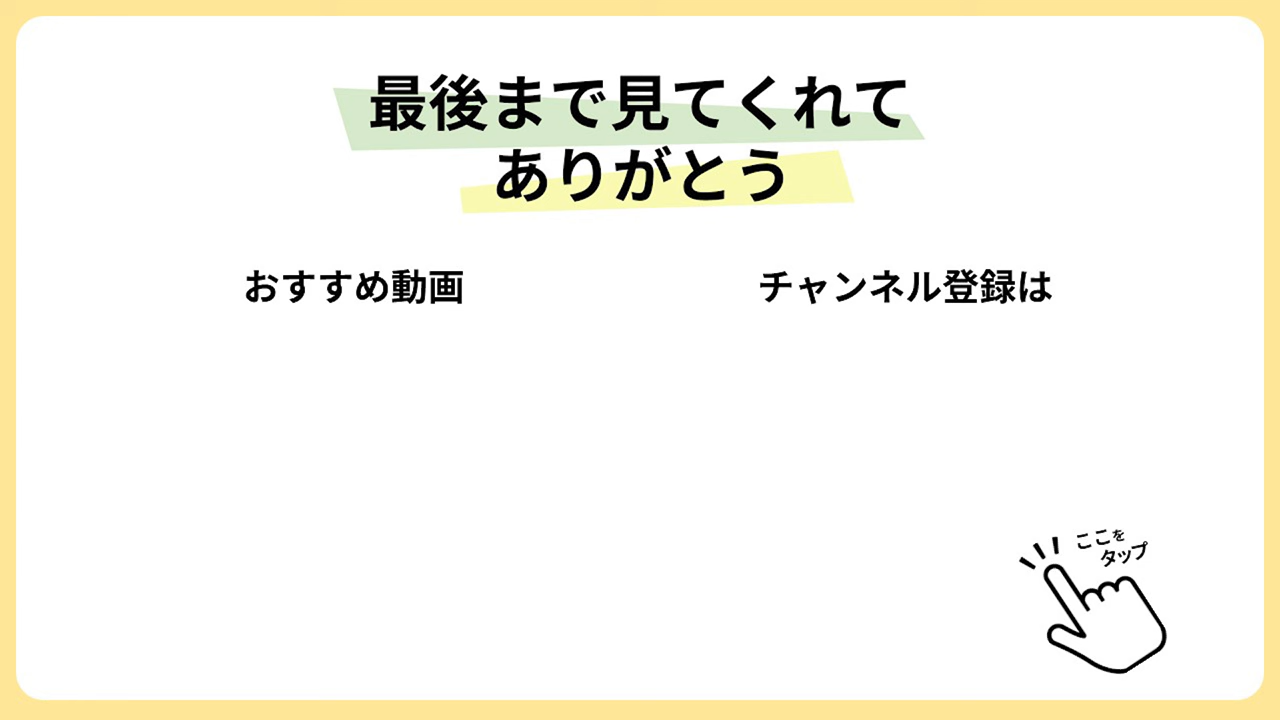 最後まで見てくれて
ありがとう
おすすめ動画
チャンネル登録は
ここを
タップ